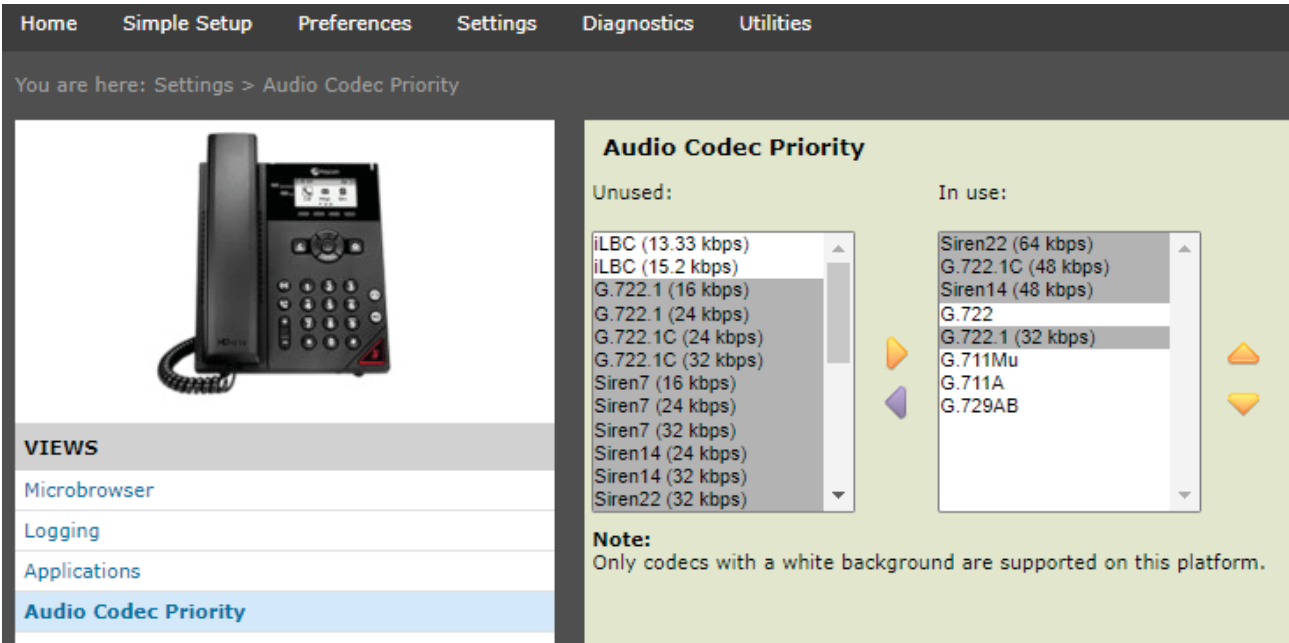 Home Simple Setup Preferences Settings Diagnostics Utilities
You are here: Settings > Audio Codec Priority
Audio Codec Priority
Unused:
iLBC (13.33 kbps)
iLBC (15.2 kbps)
G.722.1 (16 kbps)
G.722.1 (24 kbps)
G.722.1C (24 kbps)
G.722.1C (32 kbps)
Siren7 (16 kbps)
Siren7 (24 kbps)
Siren7 (32 kbps)
Siren14 (24 kbps)
Siren14 (32 kbps)
Siren22 (32 kbps)
In use:
Siren22 (64 kbps)
G.722.1C (48 kbps)
Siren14 (48 kbps)
G.722
G.722.1 (32 kbps)
G.711Mu
G.711A
G.729AB
Note:
Only codecs with a white background are supported on this platform.
VIEWS
Microbrowser
Logging
Applications
Audio Codec Priority